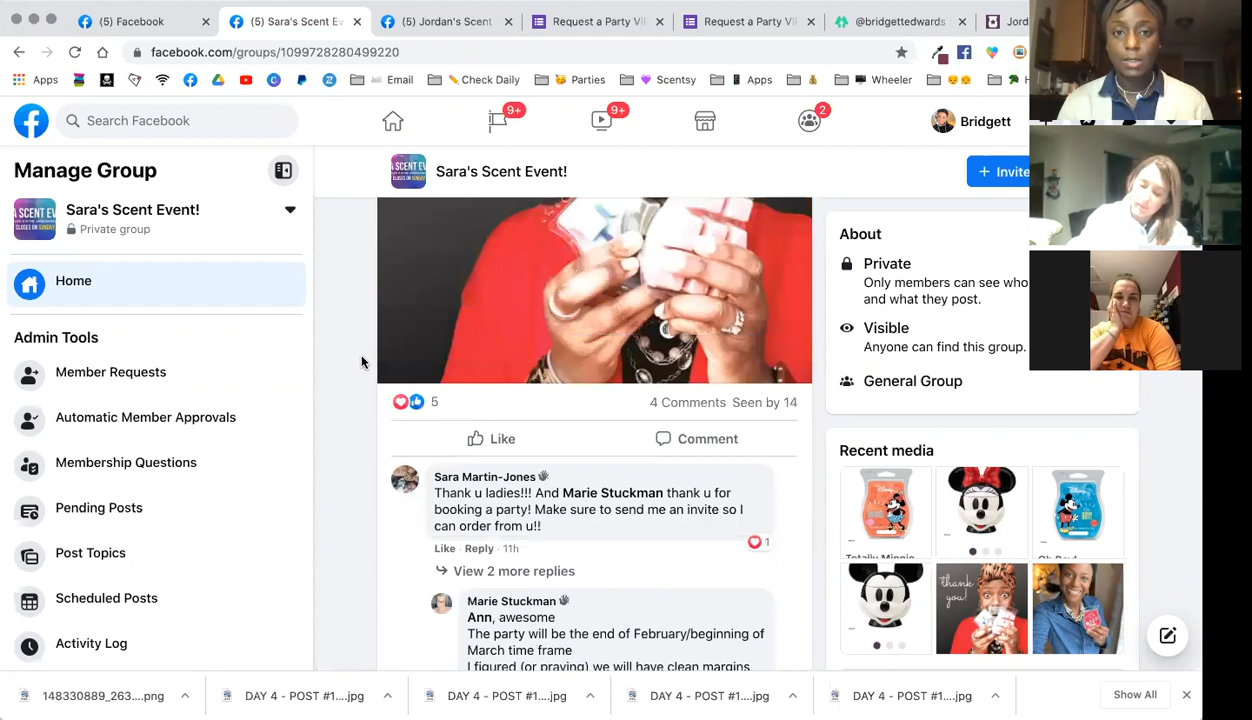 (5) Facebook
(5) Sara's Scent Ev
(5) Jordan's Scent
Request a Party Vi
Request a Party Vi
@bridgettedwards
Jord
facebook.com/groups/1099728280499220
Apps
Email
Check Daily
Parties
Scentsy
Apps
Wheeler
Search Facebook
9+
9+
2
Bridgett
Manage Group
Sara's Scent Event!
Private group
Home
Admin Tools
Member Requests
Automatic Member Approvals
Membership Questions
Pending Posts
Post Topics
Scheduled Posts
Activity Log
Sara's Scent Event!
+ Invite
5
4 Comments Seen by 14
Like
Comment
Sara Martin-Jones
Thank u ladies!!! And Marie Stuckman thank u for
booking a party! Make sure to send me an invite so I
can order from u!!
1
Like · Reply · 11h
View 2 more replies
Marie Stuckman
Ann, awesome
The party will be the end of February/beginning of
March time frame
I figured (or praying) we will have clean margins
About
Private
Only members can see who
and what they post.
Visible
Anyone can find this group.
General Group
Recent media
Totally Minnie
Oh Boy!
thank
you!
148330889_263....png
DAY 4 - POST #1....jpg
DAY 4 - POST #1....jpg
DAY 4 - POST #1....jpg
DAY 4 - POST #1....jpg
Show All